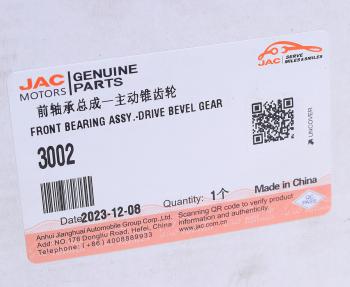 JAC
MOTORS
GENUINE
PARTS
JAC
SERVE
MILES & SMILES
前轴承总成—主动锥齿轮
FRONT BEARING ASSY.-DRIVE BEVEL GEAR
3002
UNCOVER
Date: 2023-12-08
Quantity: 1个
Made in China
Anhui Jianghuai Automobile Group Corp.,Ltd.
Add: NO.176 Dongliu Road, Hefei, China
Telephone: (+86) 4008889933
Scanning QR code to verify product
information and authenticity.
www.jac.com.cn